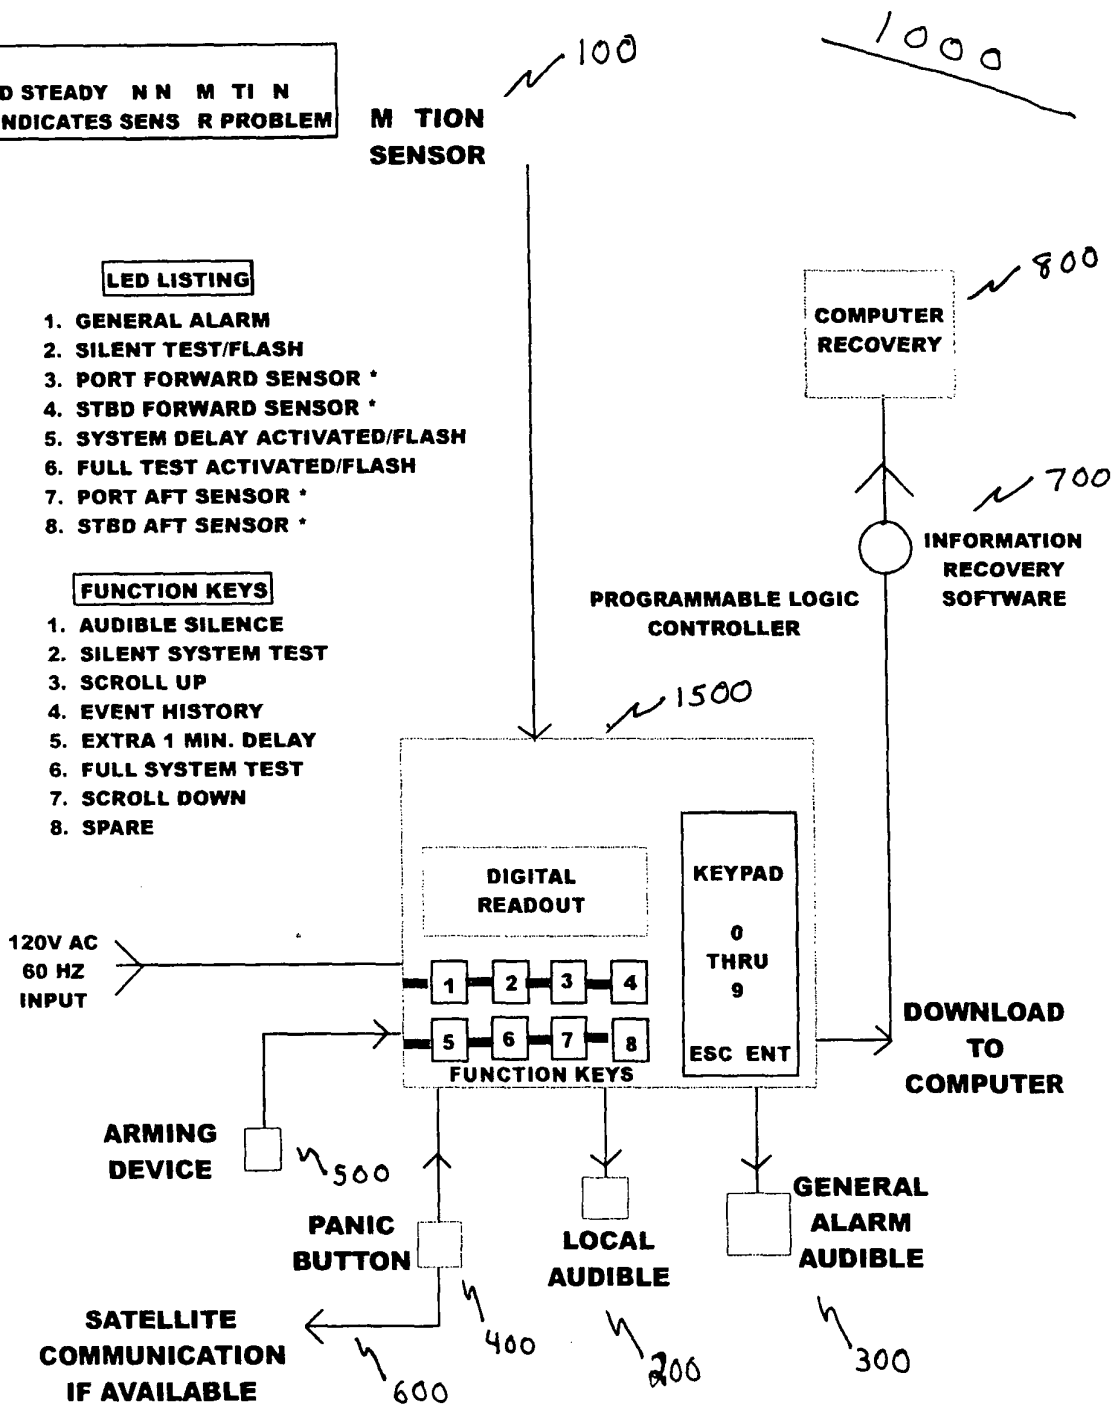 1000
100
D STEADY N N M TI N
NDICATES SENS R PROBLEM
M TION
SENSOR
LED LISTING
1. GENERAL ALARM
2. SILENT TEST/FLASH
3. PORT FORWARD SENSOR *
4. STBD FORWARD SENSOR *
5. SYSTEM DELAY ACTIVATED/FLASH
6. FULL TEST ACTIVATED/FLASH
7. PORT AFT SENSOR *
8. STBD AFT SENSOR *
800
COMPUTER
RECOVERY
700
INFORMATION
RECOVERY
SOFTWARE
FUNCTION KEYS
1. AUDIBLE SILENCE
2. SILENT SYSTEM TEST
3. SCROLL UP
4. EVENT HISTORY
5. EXTRA 1 MIN. DELAY
6. FULL SYSTEM TEST
7. SCROLL DOWN
8. SPARE
PROGRAMMABLE LOGIC
CONTROLLER
1500
DIGITAL
READOUT
KEYPAD
0
THRU
9
ESC ENT
120V AC
60 HZ
INPUT
1 2 3 4
5 6 7 8
FUNCTION KEYS
DOWNLOAD
TO
COMPUTER
ARMING
DEVICE
500
PANIC
BUTTON
400
LOCAL
AUDIBLE
200
GENERAL
ALARM
AUDIBLE
300
SATELLITE
COMMUNICATION
IF AVAILABLE
600